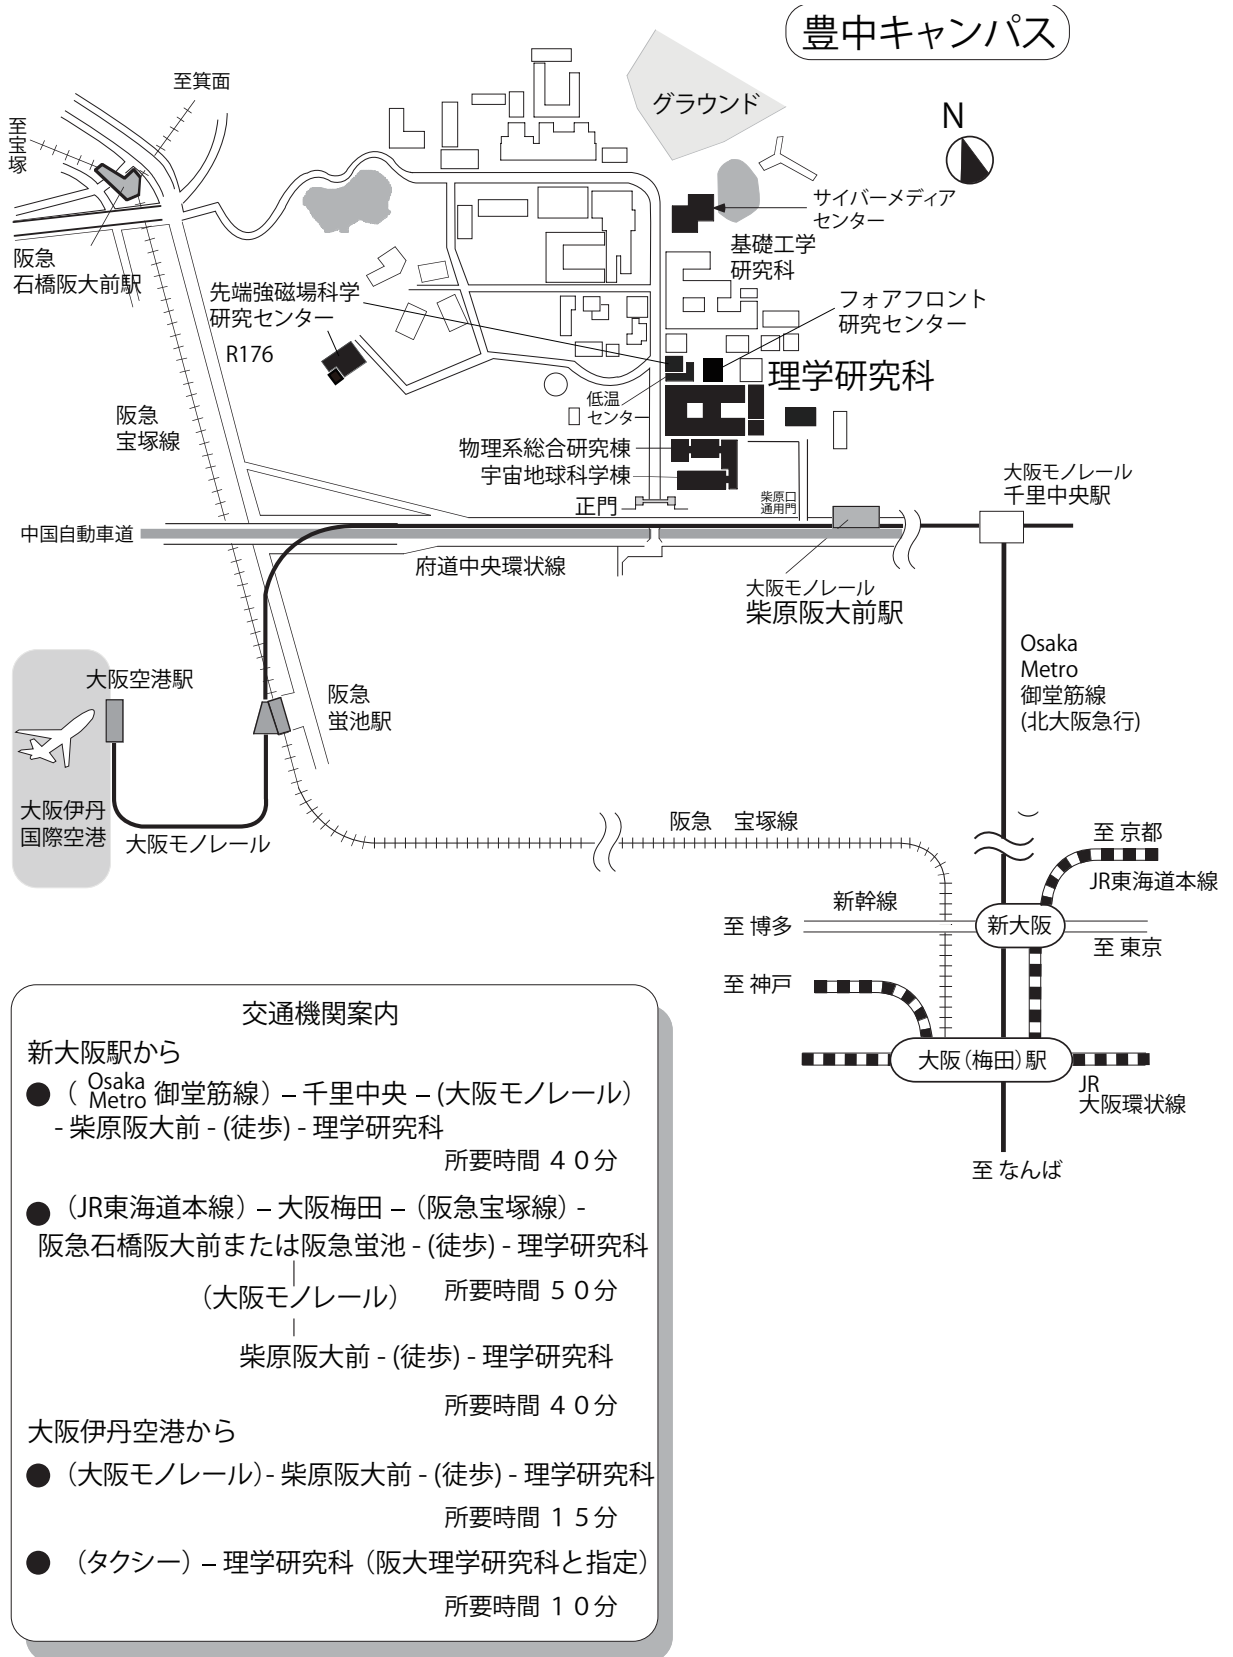 豊中キャンパス
至箕面
至宝塚
グラウンド
N
サイバーメディア
センター
阪急
石橋阪大前駅
基礎工学
研究科
先端強磁場科学
研究センター
R176
フォアフロント
研究センター
理学研究科
低温
センター
阪急
宝塚線
物理系総合研究棟
宇宙地球科学棟
正門
柴原口
通用門
大阪モノレール
千里中央駅
中国自動車道
府道中央環状線
大阪モノレール
柴原阪大前駅
Osaka
Metro
御堂筋線
(北大阪急行)
大阪空港駅
阪急
蛍池駅
大阪伊丹
国際空港
大阪モノレール
阪急　宝塚線
至 京都
JR東海道本線
新幹線
至 博多
新大阪
至 東京
至 神戸
大阪（梅田）駅
JR
大阪環状線
至 なんば
交通機関案内
新大阪駅から
●（Osaka Metro 御堂筋線）– 千里中央 – (大阪モノレール）
- 柴原阪大前 - (徒歩) - 理学研究科
所要時間 ４０分
●（JR東海道本線）– 大阪梅田 –（阪急宝塚線）-
阪急石橋阪大前または阪急蛍池 - (徒歩) - 理学研究科
所要時間 ５０分
（大阪モノレール）
柴原阪大前 - (徒歩) - 理学研究科
所要時間 ４０分
大阪伊丹空港から
●（大阪モノレール）- 柴原阪大前 - (徒歩) - 理学研究科
所要時間 １５分
●（タクシー）– 理学研究科（阪大理学研究科と指定）
所要時間 １０分